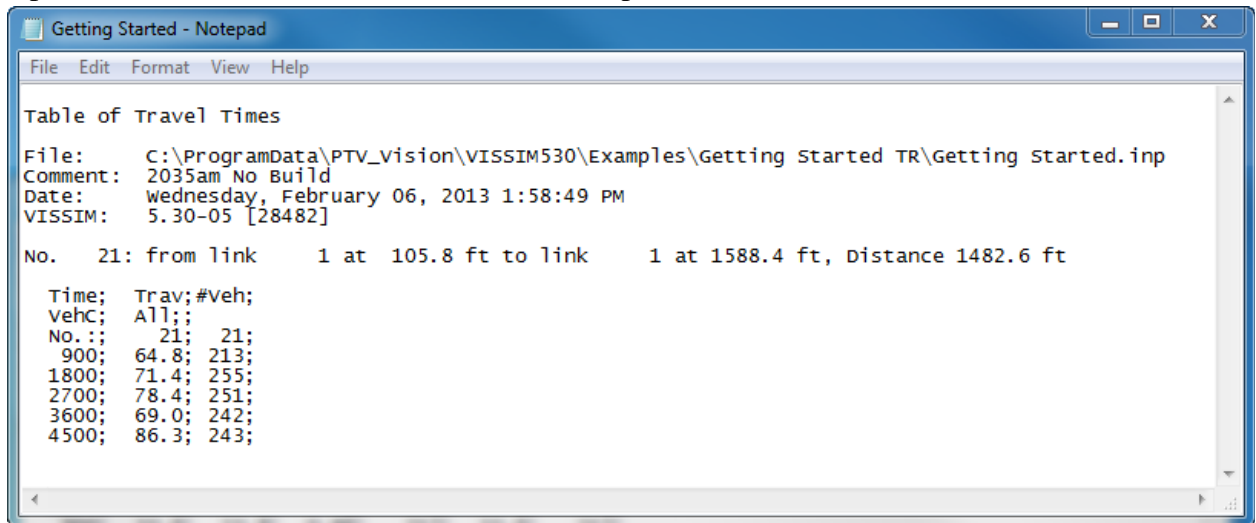 Getting Started - Notepad
File Edit Format View Help
Table of Travel Times
File: C:\ProgramData\PTV_Vision\VISSIM530\Examples\Getting Started TR\Getting Started.inp
Comment: 2035am No Build
Date: Wednesday, February 06, 2013 1:58:49 PM
VISSIM: 5.30-05 [28482]
No. 21: from link 1 at 105.8 ft to link 1 at 1588.4 ft, Distance 1482.6 ft
Time; Trav;#Veh;
VehC; All;;
No.:; 21; 21;
900; 64.8; 213;
1800; 71.4; 255;
2700; 78.4; 251;
3600; 69.0; 242;
4500; 86.3; 243;